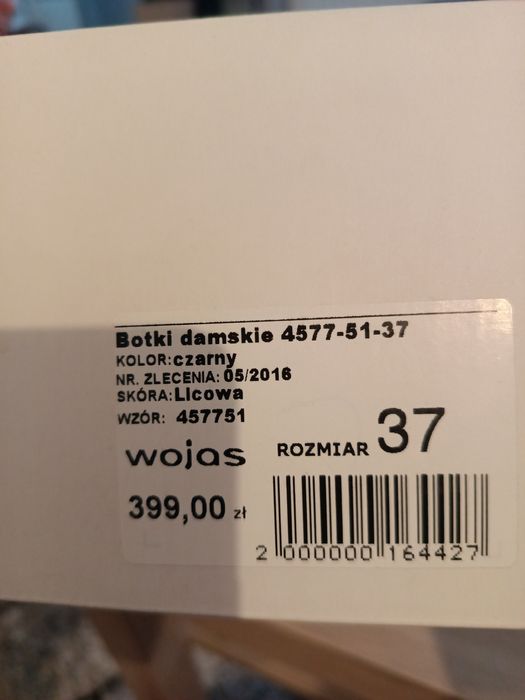 Botki damskie 4577-51-37
KOLOR:czarny
NR. ZLECENIA: 05/2016
SKÓRA:Licowa
WZÓR: 457751
wojas
ROZMIAR 37
399,00 zł
2 000000 164427